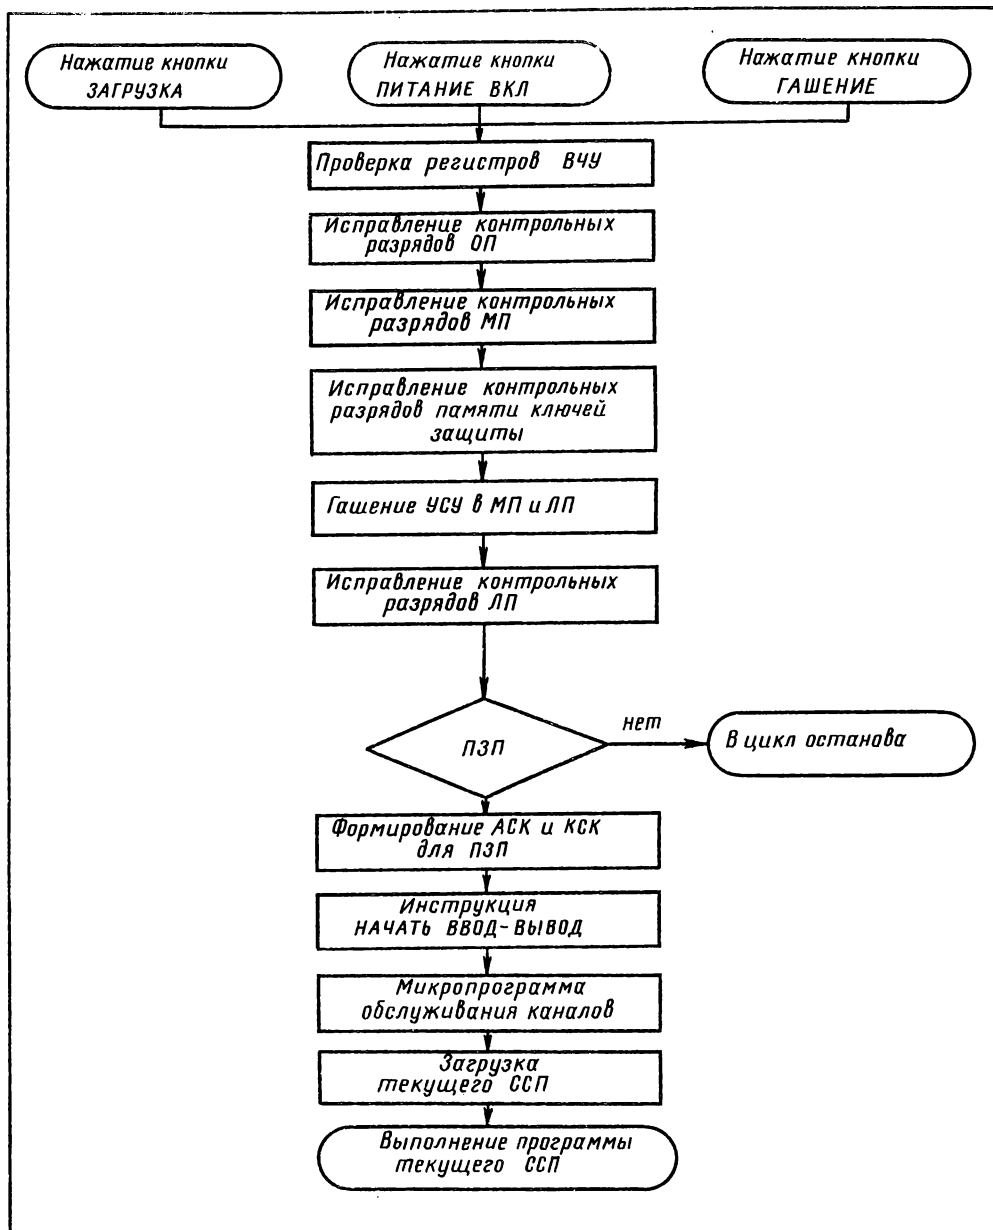 Нажатие кнопки
ЗАГРУЗКА
Нажатие кнопки
ПИТАНИЕ ВКЛ
Нажатие кнопки
ГАШЕНИЕ
Проверка регистров ВЧУ
Исправление контрольных
разрядов ОП
Исправление контрольных
разрядов МП
Исправление контрольных
разрядов памяти ключей
защиты
Гашение УСУ в МП и ЛП
Исправление контрольных
разрядов ЛП
ПЗП
нет
В цикл останова
Формирование АСК и КСК
для ПЗП
Инструкция
НАЧАТЬ ВВОД-ВЫВОД
Микропрограмма
обслуживания каналов
Загрузка
текущего ССП
Выполнение программы
текущего ССП